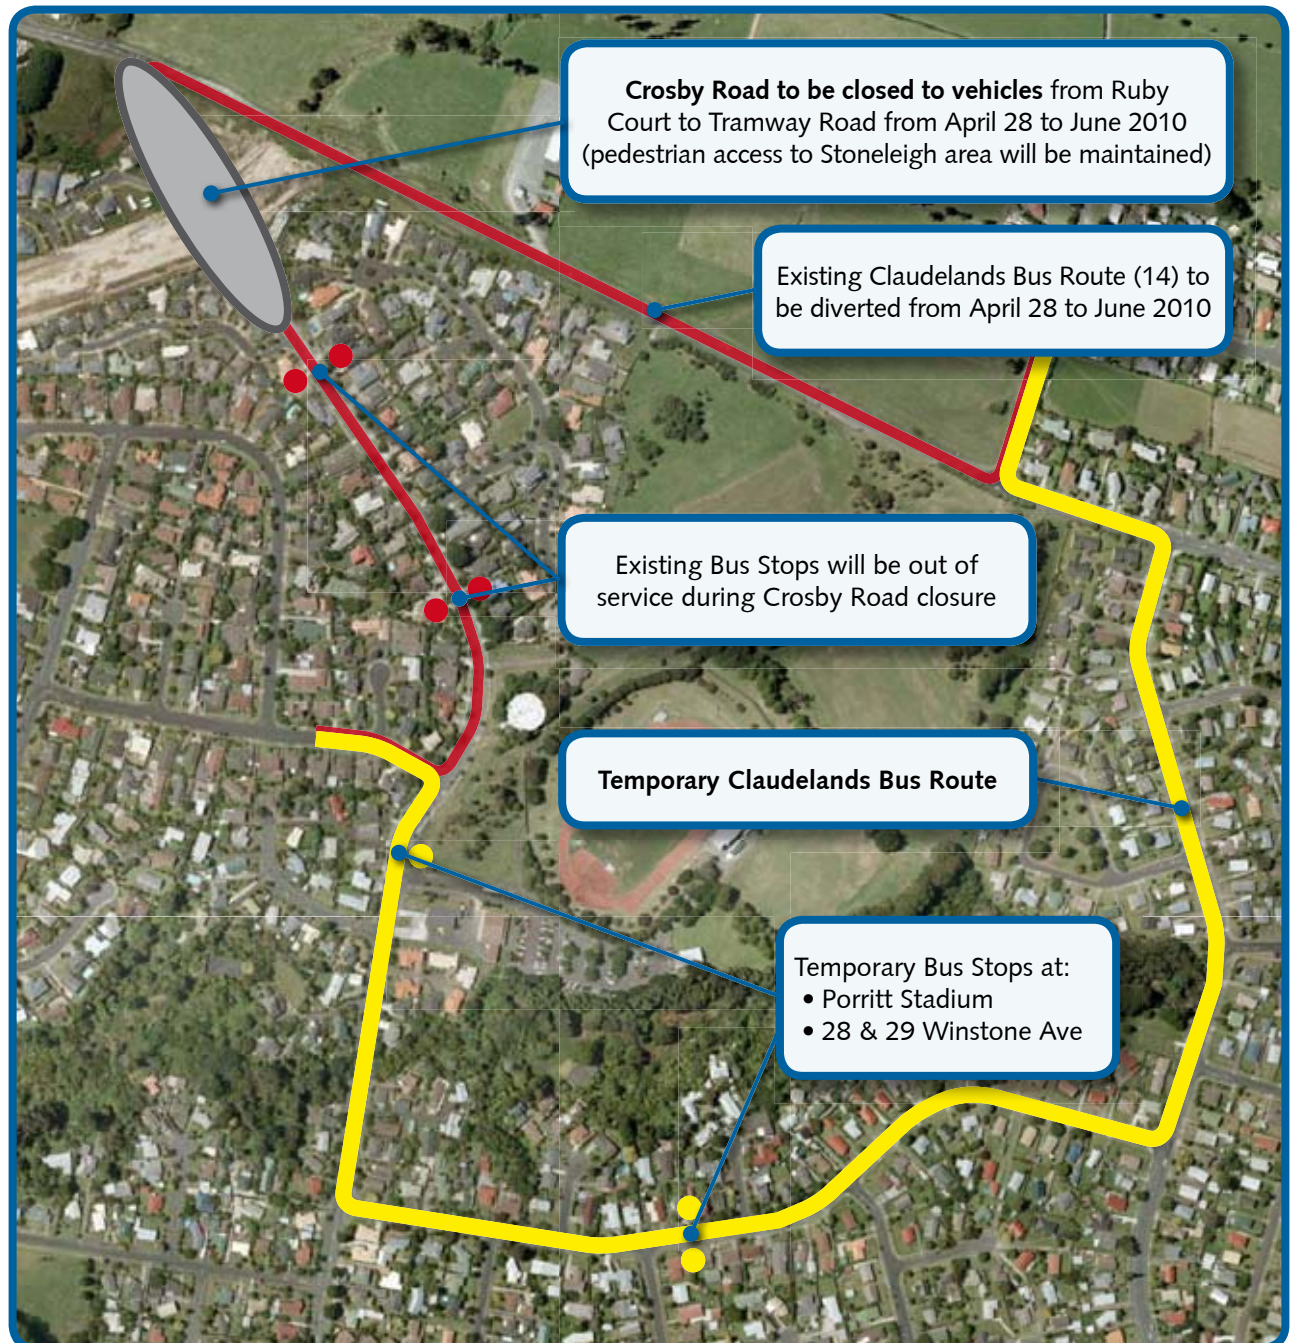 Crosby Road to be closed to vehicles from Ruby
Court to Tramway Road from April 28 to June 2010
(pedestrian access to Stoneleigh area will be maintained)
Existing Claudelands Bus Route (14) to
be diverted from April 28 to June 2010
Existing Bus Stops will be out of
service during Crosby Road closure
Temporary Claudelands Bus Route
Temporary Bus Stops at:
• Porritt Stadium
• 28 & 29 Winstone Ave